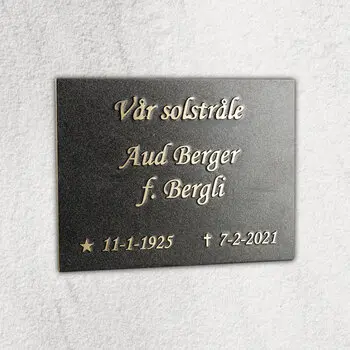 Vår solstråle
Aud Berger
f. Bergli
★ 11-1-1925 ✝ 7-2-2021